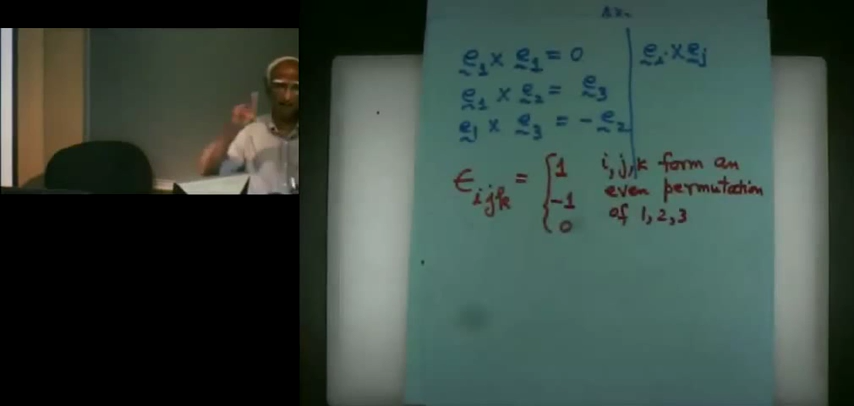 e₁ × e₁ = 0
e₁ × e₂ = e₃
e₁ × e₃ = - e₂
eᵢ × eⱼ
ϵᵢⱼₖ = { 1 i, j, k form an
-1 even permutation
0 of 1, 2, 3